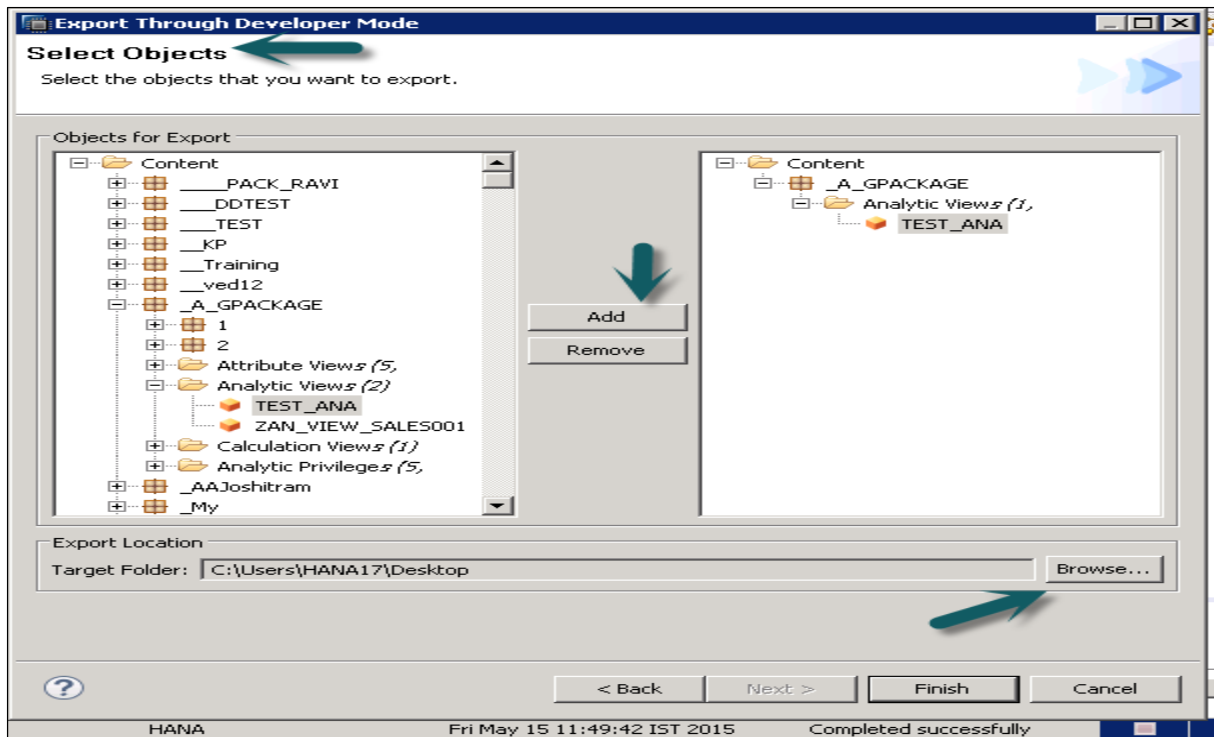 Export Through Developer Mode
Select Objects
Select the objects that you want to export.
Objects for Export
Content
____PACK_RAVI
___DDTEST
___TEST
__KP
__Training
__ved12
_A_GPACKAGE
1
2
Attribute Views (5,
Analytic Views (2)
TEST_ANA
ZAN_VIEW_SALES001
Calculation Views (1)
Analytic Privileges (5,
_AAJoshitram
_My
Add
Remove
Content
_A_GPACKAGE
Analytic Views (1,
TEST_ANA
Export Location
Target Folder: C:\Users\HANA17\Desktop Browse...
? < Back Next > Finish Cancel
HANA Fri May 15 11:49:42 IST 2015 Completed successfully